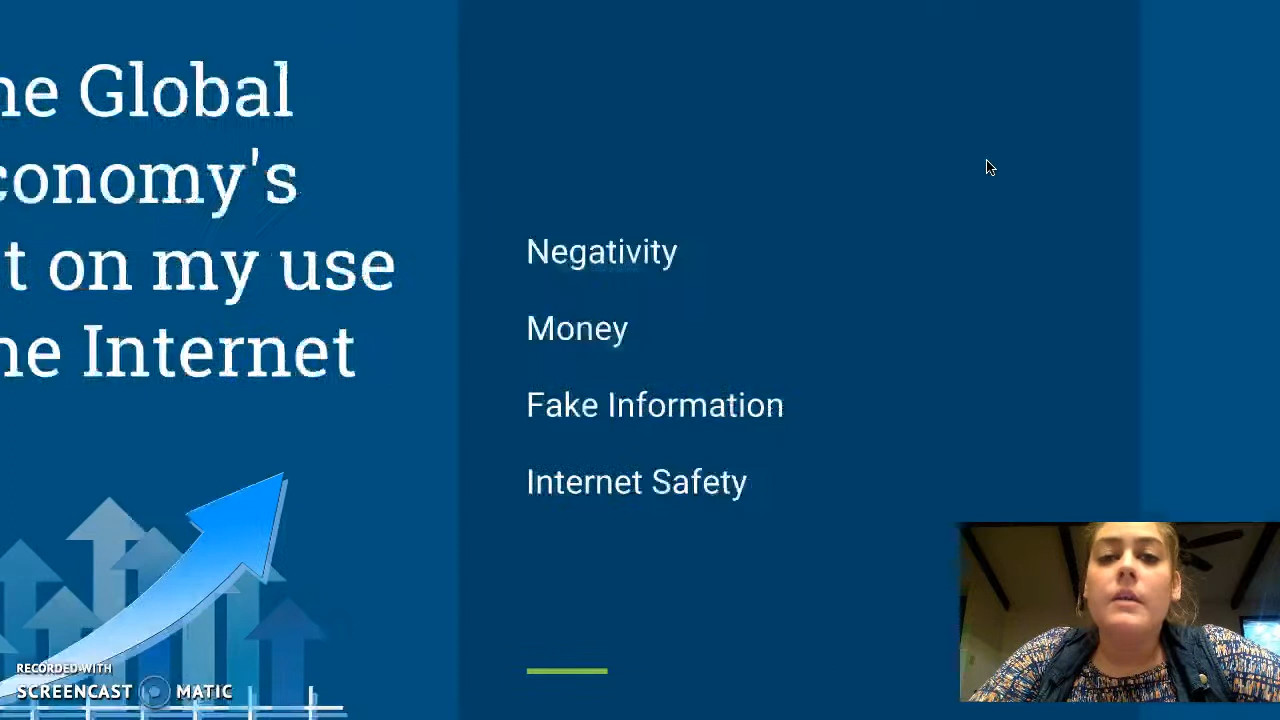 ne Global
conomy's
t on my use
ne Internet
Negativity
Money
Fake Information
Internet Safety
RECORDED WITH
SCREENCAST MATIC